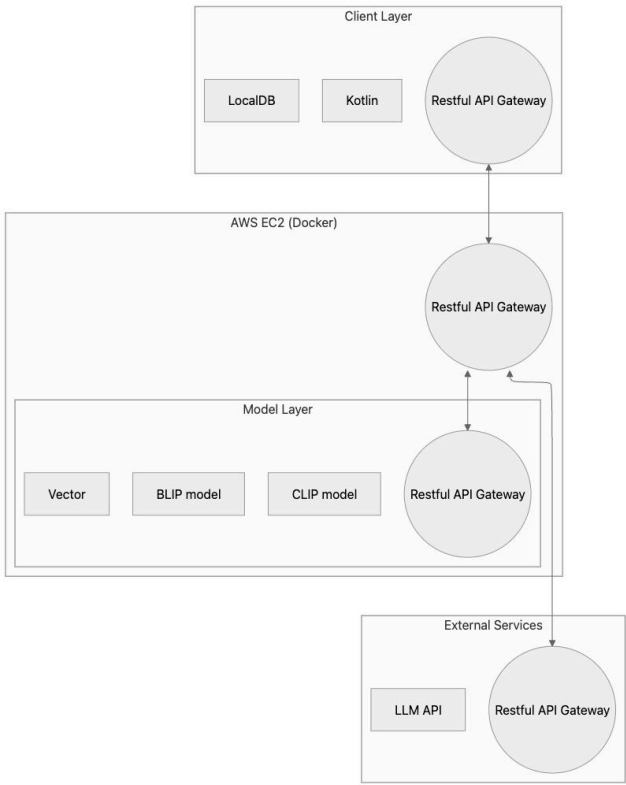 Client Layer
LocalDB
Kotlin
Restful API Gateway
AWS EC2 (Docker)
Restful API Gateway
Model Layer
Vector
BLIP model
CLIP model
Restful API Gateway
External Services
LLM API
Restful API Gateway